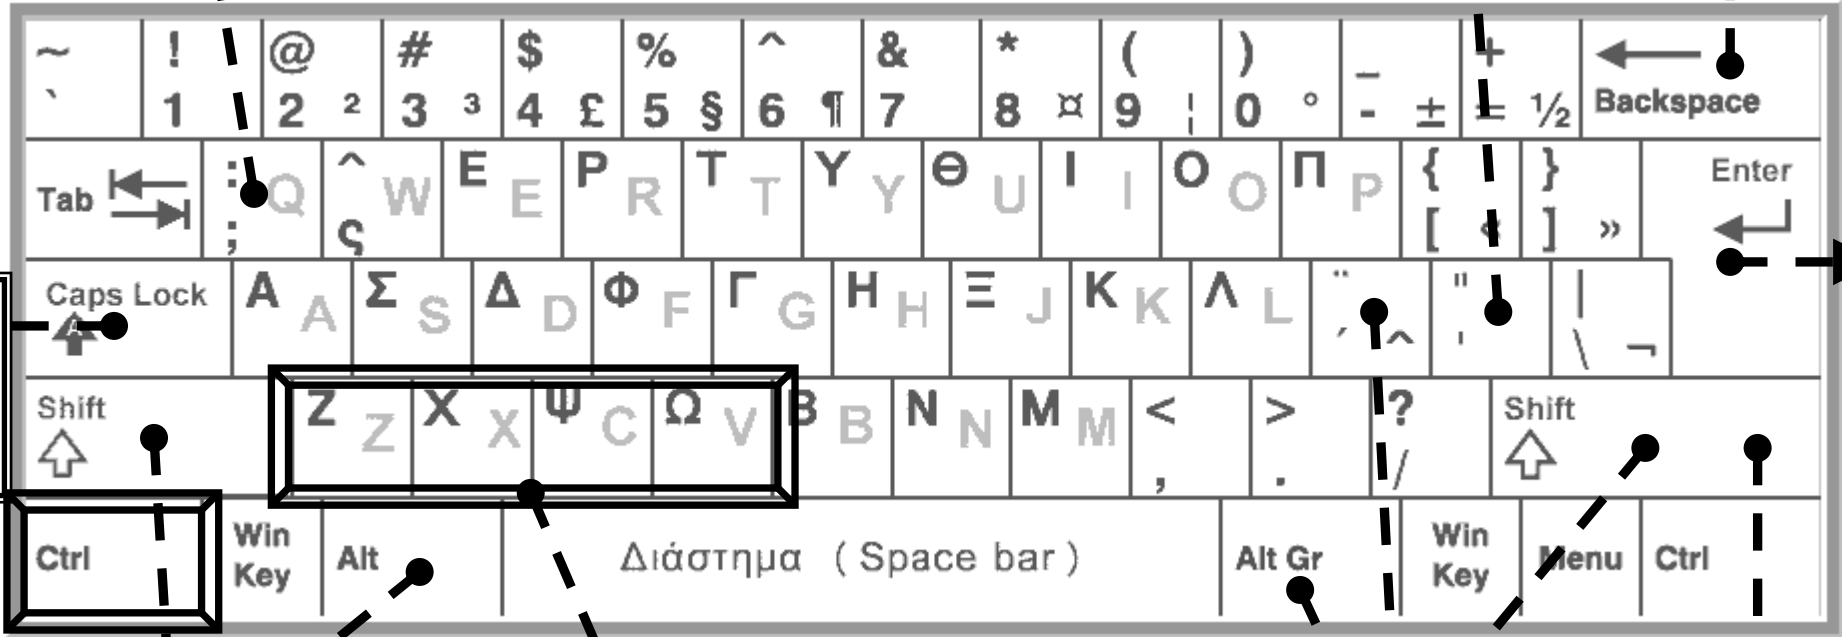 ~ ! @ # $ % ^ & * ( ) _ +
` 1 2 ² 3 ³ 4 £ 5 § 6 ¶ 7 8 ¤ 9 ¦ 0 ° - ± = ½ Backspace
Tab : Q ^ W Ε E Ρ R Τ T Υ Y Θ U Ι I Ο O Π P { } Enter
; ς [ « ] »
Caps Lock Α A Σ S Δ D Φ F Γ G Η H Ξ J Κ K Λ L ¨ " |
΄ ^ ' \ ¬
Shift Ζ Z Χ X Ψ C Ω V Β B Ν N Μ M < > ? Shift
, . /
Ctrl Win Key Alt Διάστημα ( Space bar ) Alt Gr Win Key Menu Ctrl